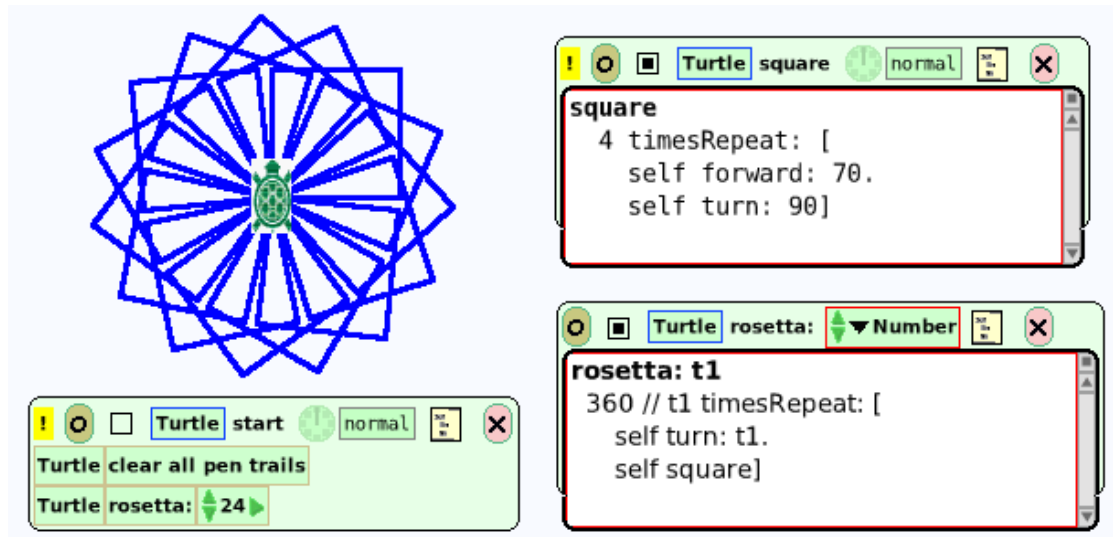 ! Turtle square normal
square
4 timesRepeat: [
self forward: 70.
self turn: 90]
Turtle rosetta: Number
rosetta: t1
360 // t1 timesRepeat: [
self turn: t1.
self square]
! Turtle start normal
Turtle clear all pen trails
Turtle rosetta: 24